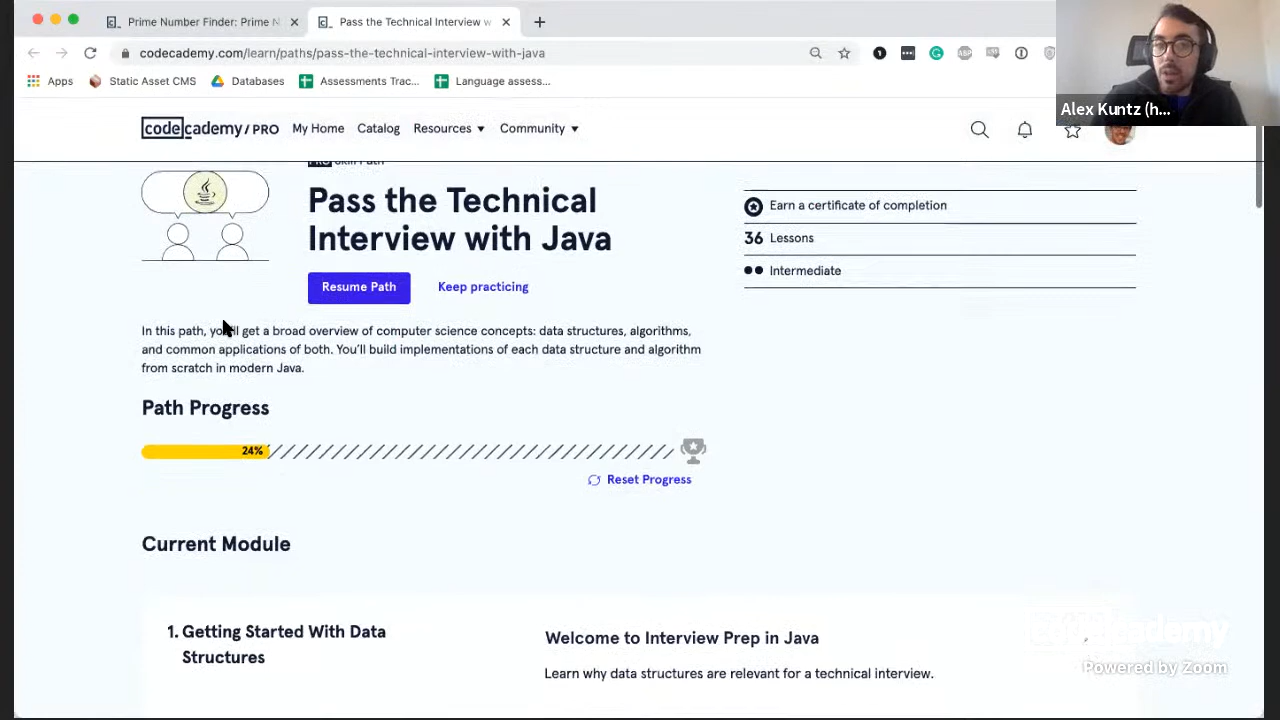 Prime Number Finder: Prime N
Pass the Technical Interview w
codecademy.com/learn/paths/pass-the-technical-interview-with-java
Apps
Static Asset CMS
Databases
Assessments Trac...
Language assess...
Alex Kuntz (h...
codecademy / PRO
My Home
Catalog
Resources
Community
PRO Skill Path
Pass the Technical
Interview with Java
Resume Path
Keep practicing
Earn a certificate of completion
36 Lessons
Intermediate
In this path, you'll get a broad overview of computer science concepts: data structures, algorithms,
and common applications of both. You'll build implementations of each data structure and algorithm
from scratch in modern Java.
Path Progress
24%
Reset Progress
Current Module
1. Getting Started With Data
Structures
Welcome to Interview Prep in Java
Learn why data structures are relevant for a technical interview.
codecademy
Powered by Zoom